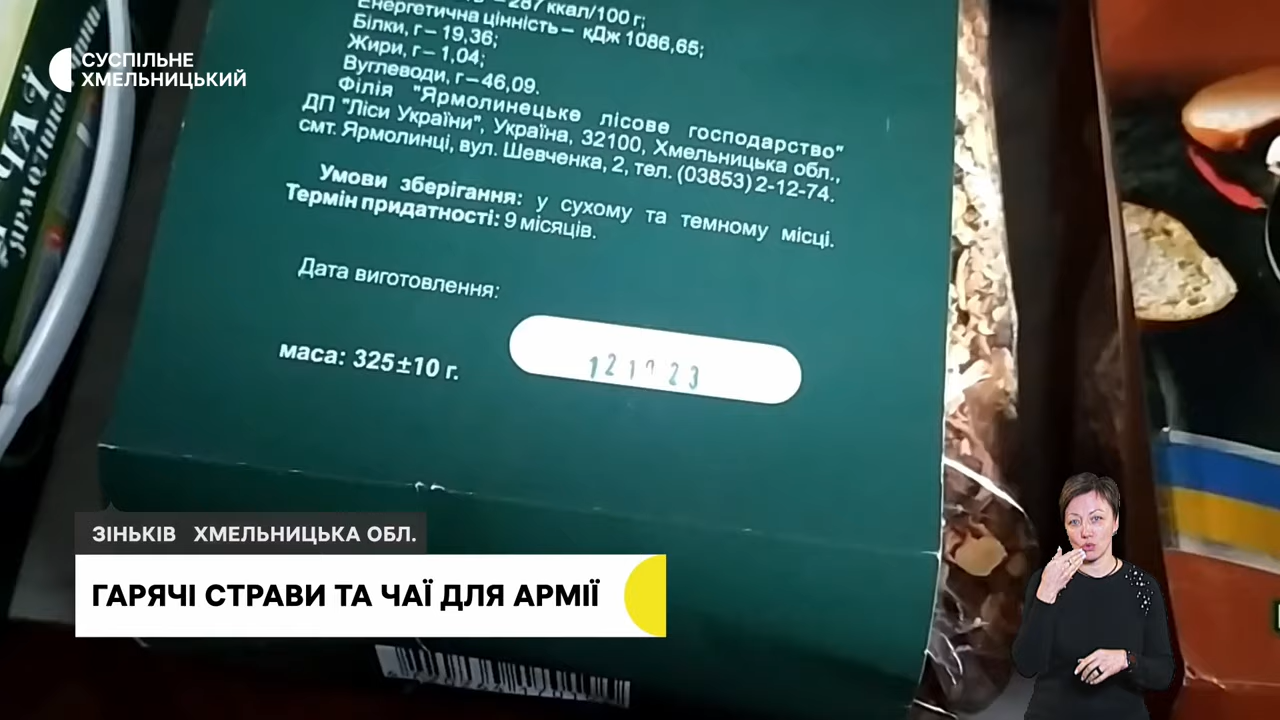 СУСПІЛЬНЕ
ХМЕЛЬНИЦЬКИЙ
287 ккал/100 г;
Енергетична цінність – кДж 1086,65;
Білки, г – 19,36;
Жири, г – 1,04;
Вуглеводи, г – 46,09.
Філія "Ярмолинецьке лісове господарство"
ДП "Ліси України", Україна, 32100, Хмельницька обл.,
смт. Ярмолинці, вул. Шевченка, 2, тел. (03853) 2-12-74.
Умови зберігання: у сухому та темному місці.
Термін придатності: 9 місяців.
Дата виготовлення:
маса: 325±10 г.
ЗІНЬКІВ ХМЕЛЬНИЦЬКА ОБЛ.
ГАРЯЧІ СТРАВИ ТА ЧАЇ ДЛЯ АРМІЇ